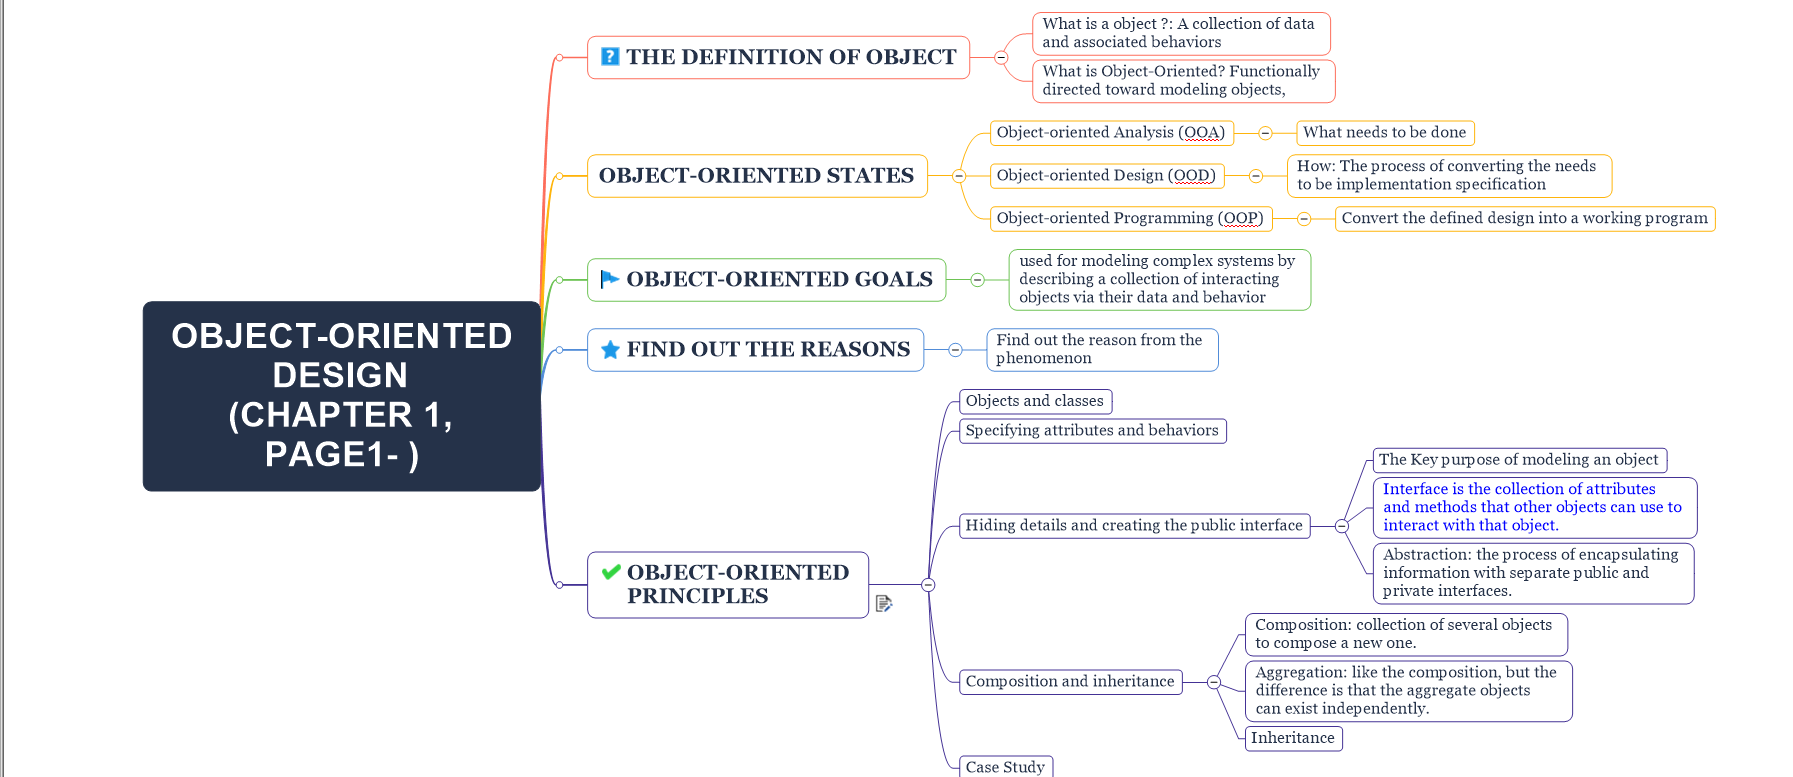 OBJECT-ORIENTED
DESIGN
(CHAPTER 1,
PAGE1- )
THE DEFINITION OF OBJECT
What is a object ?: A collection of data
and associated behaviors
What is Object-Oriented? Functionally
directed toward modeling objects,
OBJECT-ORIENTED STATES
Object-oriented Analysis (OOA)
What needs to be done
Object-oriented Design (OOD)
How: The process of converting the needs
to be implementation specification
Object-oriented Programming (OOP)
Convert the defined design into a working program
OBJECT-ORIENTED GOALS
used for modeling complex systems by
describing a collection of interacting
objects via their data and behavior
FIND OUT THE REASONS
Find out the reason from the
phenomenon
OBJECT-ORIENTED
PRINCIPLES
Objects and classes
Specifying attributes and behaviors
Hiding details and creating the public interface
The Key purpose of modeling an object
Interface is the collection of attributes
and methods that other objects can use to
interact with that object.
Abstraction: the process of encapsulating
information with separate public and
private interfaces.
Composition and inheritance
Composition: collection of several objects
to compose a new one.
Aggregation: like the composition, but the
difference is that the aggregate objects
can exist independently.
Inheritance
Case Study